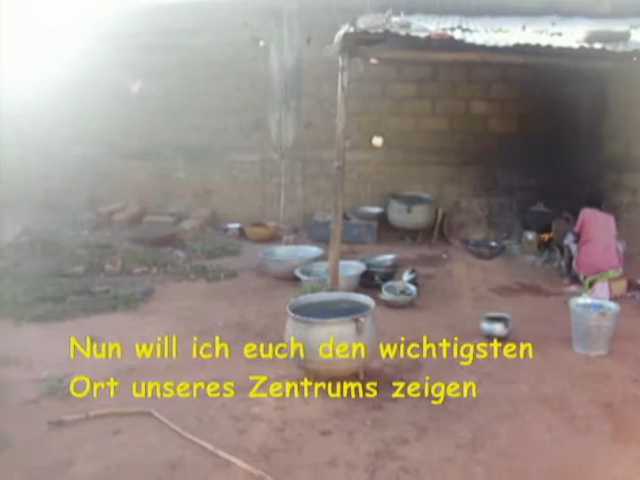 Nun will ich euch den wichtigsten
Ort unseres Zentrums zeigen